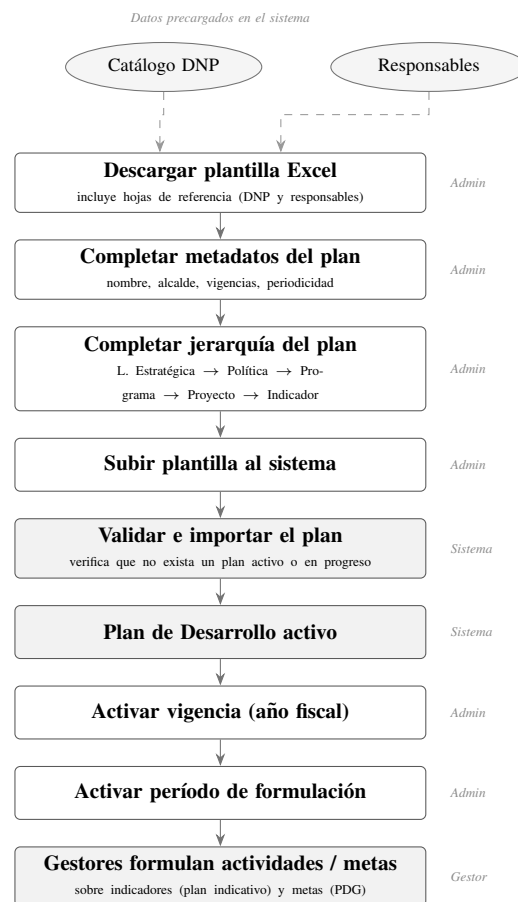 Datos precargados en el sistema
Catálogo DNP
Responsables
Descargar plantilla Excel
incluye hojas de referencia (DNP y responsables)
Admin
Completar metadatos del plan
nombre, alcalde, vigencias, periodicidad
Admin
Completar jerarquía del plan
L. Estratégica → Política → Pro-
grama → Proyecto → Indicador
Admin
Subir plantilla al sistema
Admin
Validar e importar el plan
verifica que no exista un plan activo o en progreso
Sistema
Plan de Desarrollo activo
Sistema
Activar vigencia (año fiscal)
Admin
Activar período de formulación
Admin
Gestores formulan actividades / metas
sobre indicadores (plan indicativo) y metas (PDG)
Gestor